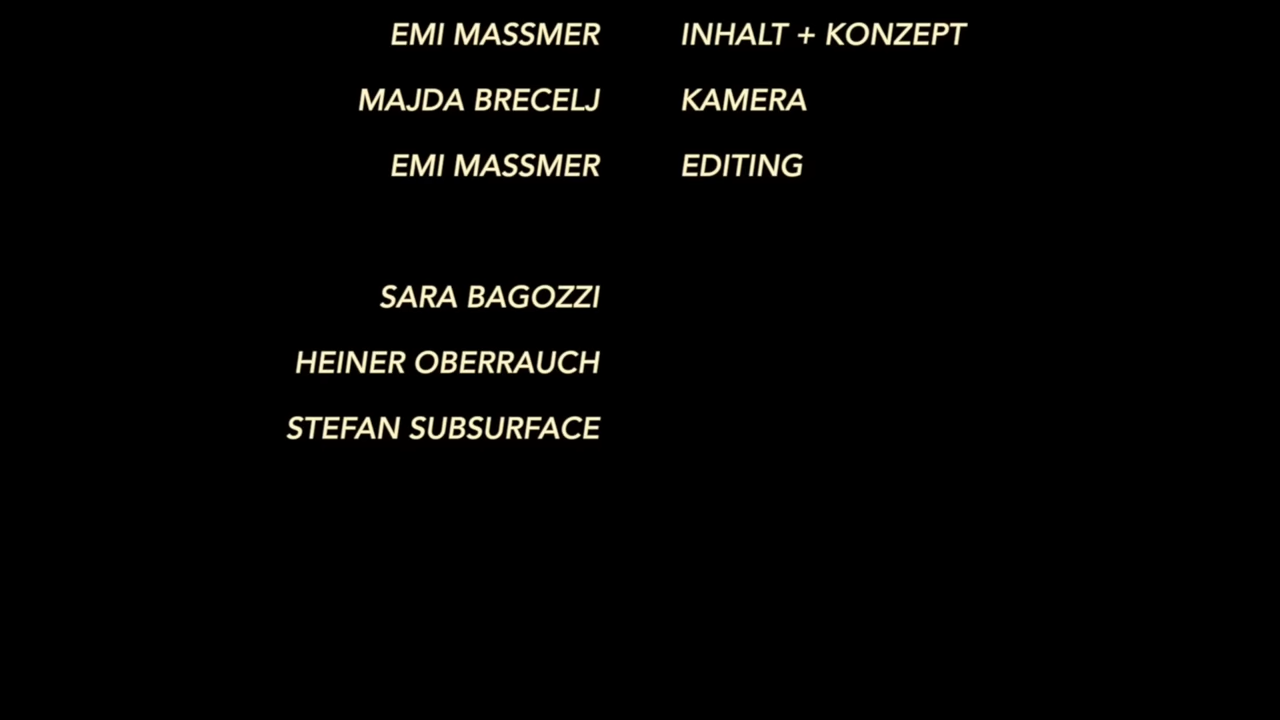 EMI MASSMER INHALT + KONZEPT
MAJDA BRECELJ KAMERA
EMI MASSMER EDITING
SARA BAGOZZI
HEINER OBERRAUCH
STEFAN SUBSURFACE